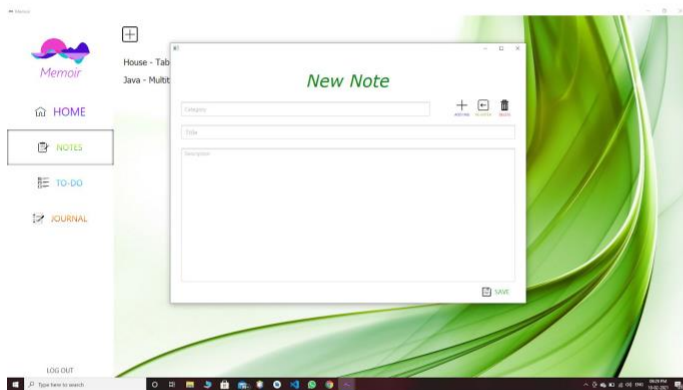 Memoir
Memoir
HOME
NOTES
TO-DO
JOURNAL
LOG OUT
House - Tab
Java - Multit
New Note
Category
Title
Description
SAVE
Type here to search
ENG